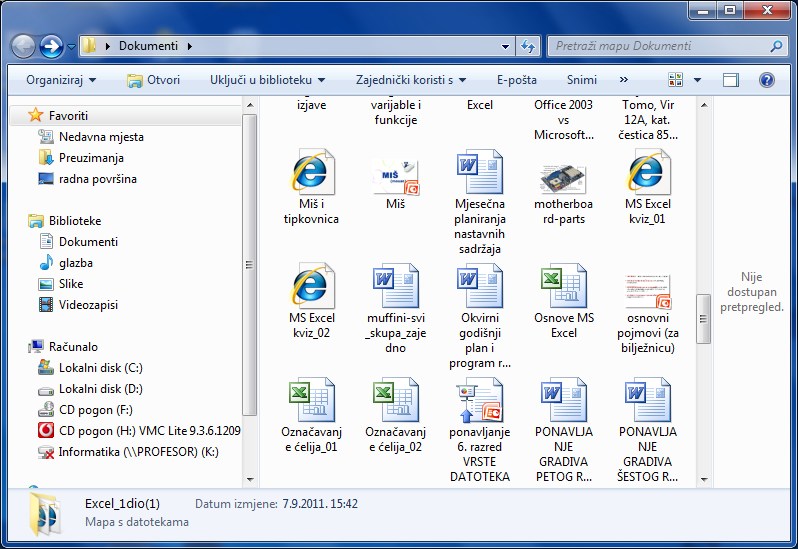 Dokumenti
Pretraži mapu Dokumenti
Organiziraj
Otvori
Uključi u biblioteku
Zajednički koristi s
E-pošta
Snimi
»
Favoriti
Nedavna mjesta
Preuzimanja
radna površina
Biblioteke
Dokumenti
glazba
Slike
Videozapisi
Računalo
Lokalni disk (C:)
Lokalni disk (D:)
CD pogon (F:)
CD pogon (H:) VMC Lite 9.3.6.1209
Informatika (\\PROFESOR) (K:)
izjave
varijable i
funkcije
Excel
Office 2003
vs
Microsoft...
Tomo, Vir
12A, kat.
čestica 85...
Miš i
tipkovnica
MIŠ
Miš
Mjesečna
planiranja
nastavnih
sadržaja
motherboa
rd-parts
MS Excel
kviz_01
MS Excel
kviz_02
muffini-svi
_skupa_zaje
dno
Okvirni
godišnji
plan i
program r...
Osnove MS
Excel
osnovni
pojmovi (za
bilježnicu)
Označavanj
e ćelija_01
Označavanj
e ćelija_02
ponavljanje
6. razred
VRSTE
DATOTEKA
PONAVLJA
NJE
GRADIVA
PETOG R...
PONAVLJA
NJE
GRADIVA
ŠESTOG R...
Nije
dostupan
pretpregled.
Excel_1dio(1)
Datum izmjene: 7.9.2011. 15:42
Mapa s datotekama